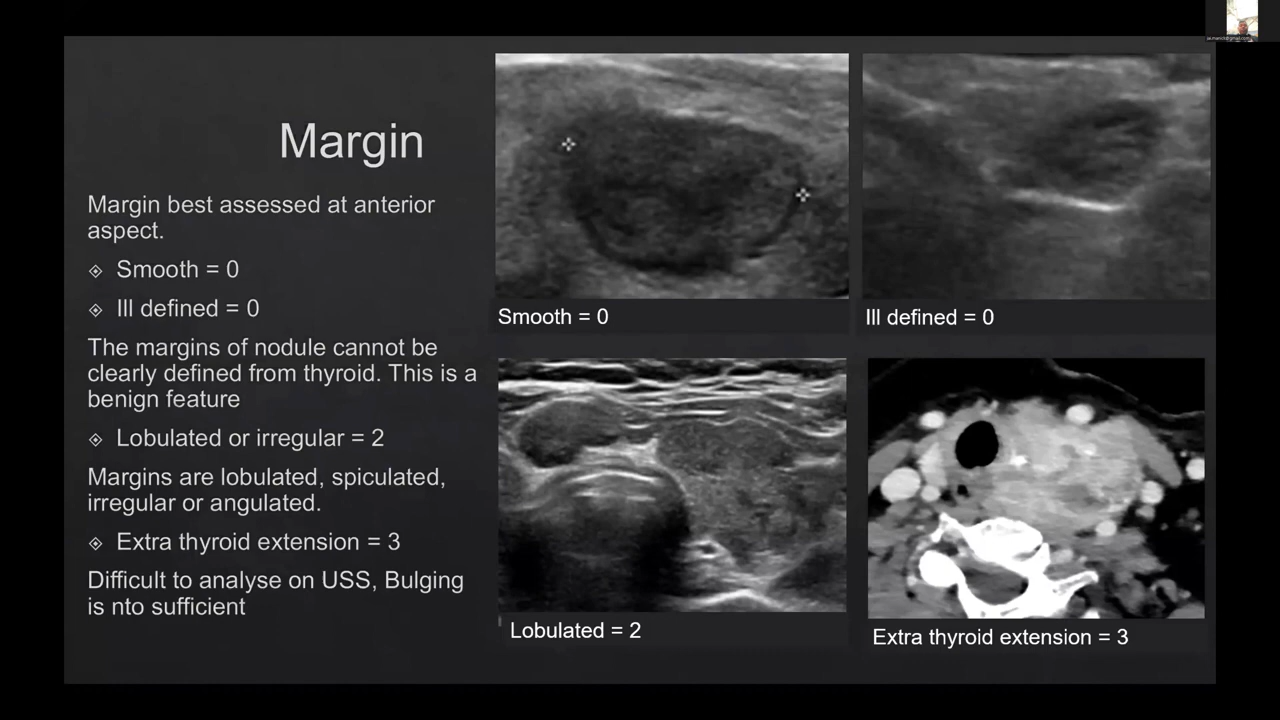 Margin
Margin best assessed at anterior
aspect.
Smooth = 0
Ill defined = 0
The margins of nodule cannot be
clearly defined from thyroid. This is a
benign feature
Lobulated or irregular = 2
Margins are lobulated, spiculated,
irregular or angulated.
Extra thyroid extension = 3
Difficult to analyse on USS, Bulging
is nto sufficient
Smooth = 0
Ill defined = 0
Lobulated = 2
Extra thyroid extension = 3